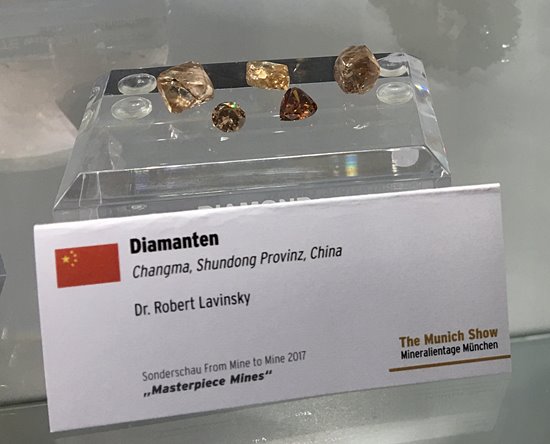 DIAMOND
Diamanten
Changma, Shundong Provinz, China
Dr. Robert Lavinsky
Sonderschau From Mine to Mine 2017
„Masterpiece Mines“
The Munich Show
Mineralientage München